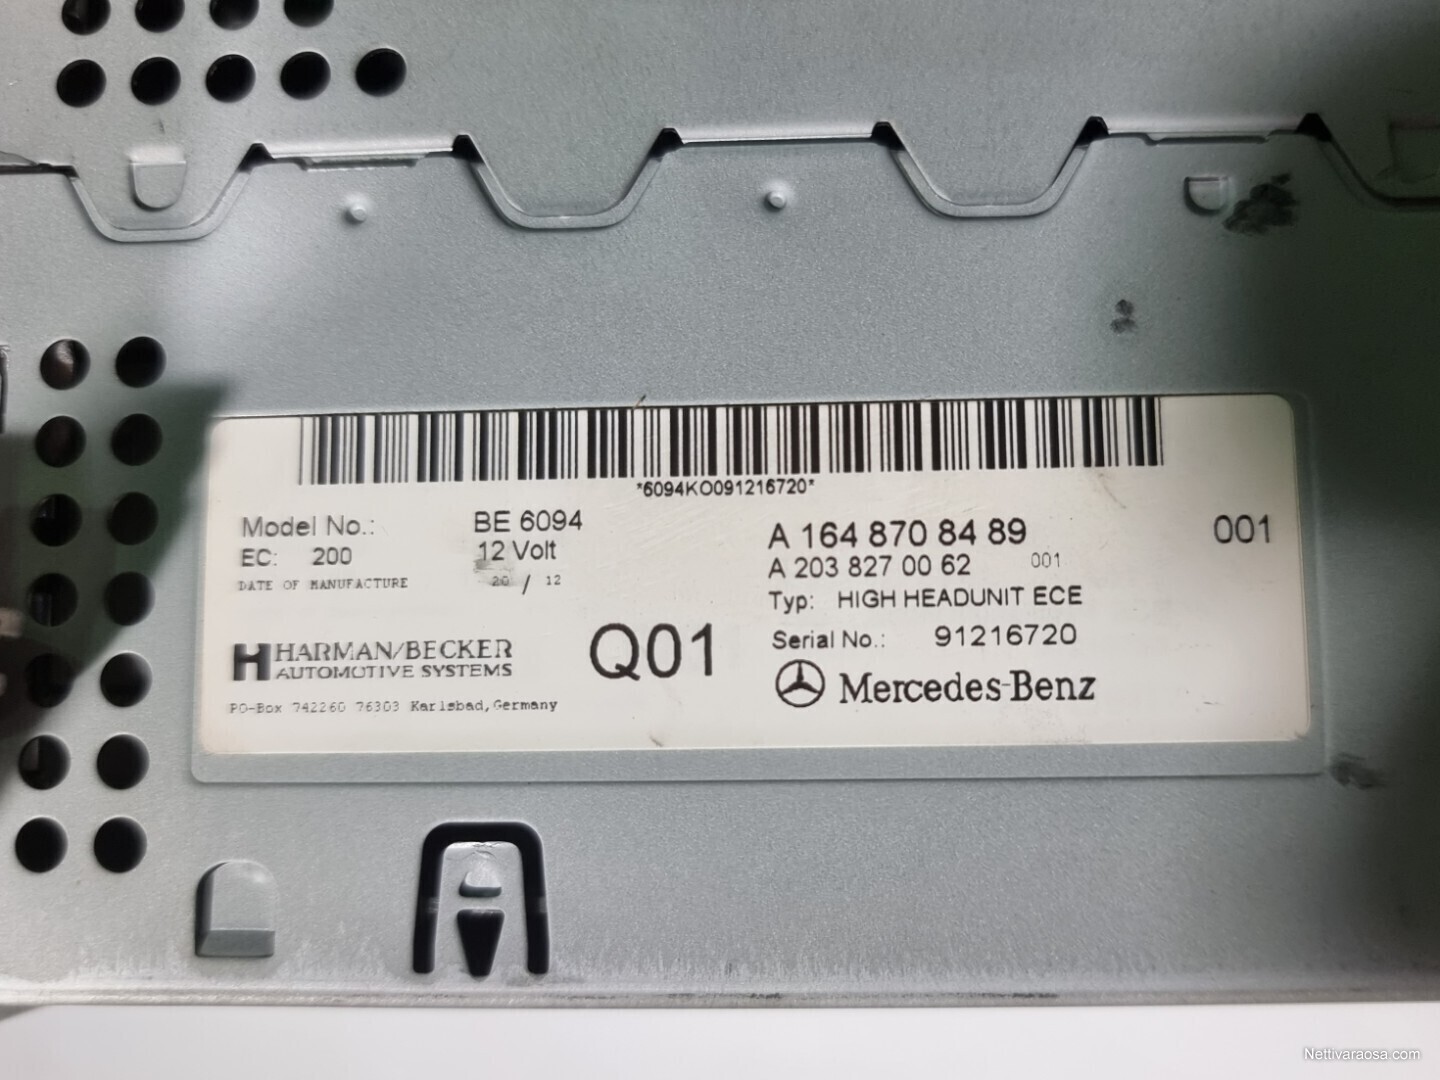 *6094KO091216720*
Model No.: BE 6094
EC: 200 12 Volt
DATE OF MANUFACTURE 20 / 12
A 164 870 84 89 001
A 203 827 00 62 001
Typ: HIGH HEADUNIT ECE
Serial No.: 91216720
HARMAN/BECKER
AUTOMOTIVE SYSTEMS
Q01
Mercedes-Benz
PO-Box 742260 76303 Karlsbad, Germany
Nettivaraosa.com